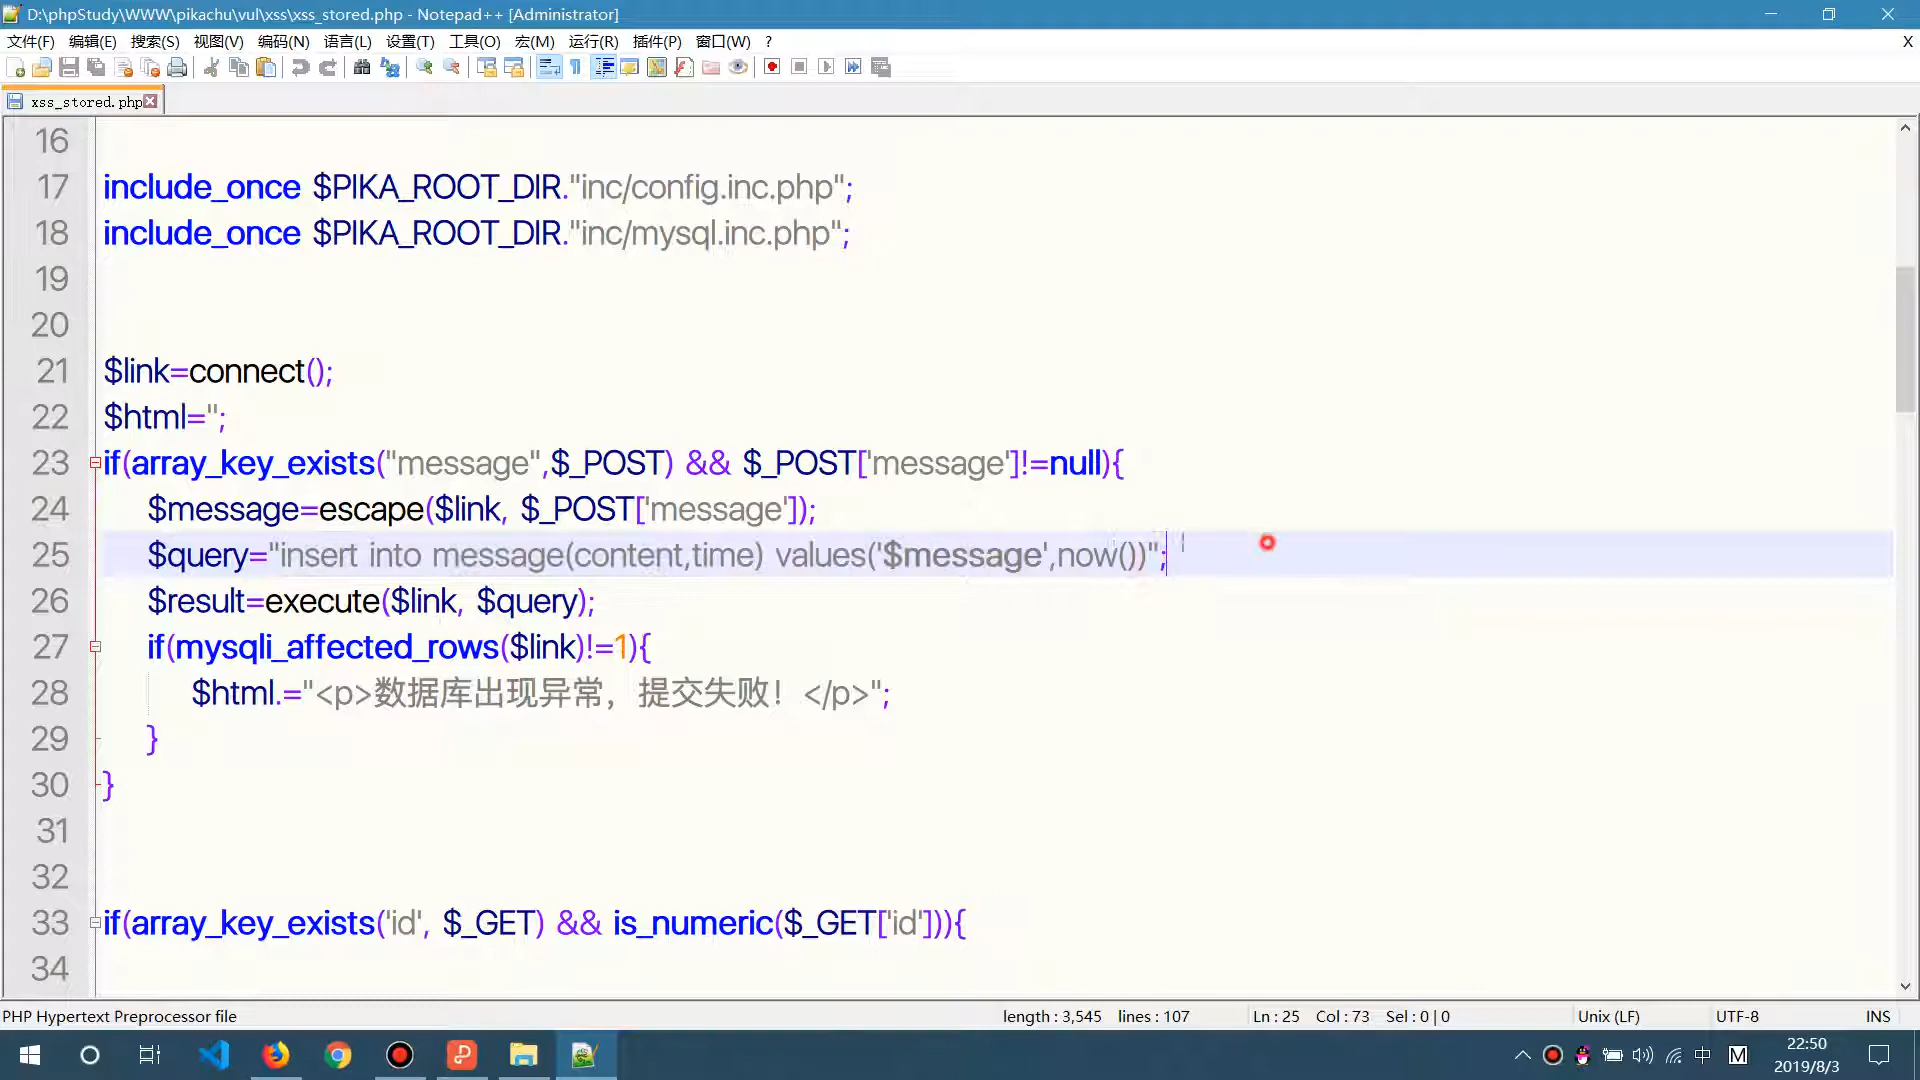 D:\phpStudy\WWW\pikachu\vul\xss\xss_stored.php - Notepad++ [Administrator]
文件(F) 编辑(E) 搜索(S) 视图(V) 编码(N) 语言(L) 设置(T) 工具(O) 宏(M) 运行(R) 插件(P) 窗口(W) ? X
xss_stored.php
16
17 include_once $PIKA_ROOT_DIR."inc/config.inc.php";
18 include_once $PIKA_ROOT_DIR."inc/mysql.inc.php";
19
20
21 $link=connect();
22 $html='';
23 if(array_key_exists("message",$_POST) && $_POST['message']!=null){
24 $message=escape($link, $_POST['message']);
25 $query="insert into message(content,time) values('$message',now())";
26 $result=execute($link, $query);
27 if(mysqli_affected_rows($link)!=1){
28 $html.="<p>数据库出现异常，提交失败！</p>";
29 }
30 }
31
32
33 if(array_key_exists('id', $_GET) && is_numeric($_GET['id'])){
34
PHP Hypertext Preprocessor file length : 3,545 lines : 107 Ln : 25 Col : 73 Sel : 0 | 0 Unix (LF) UTF-8 INS
中 M 22:50
2019/8/3